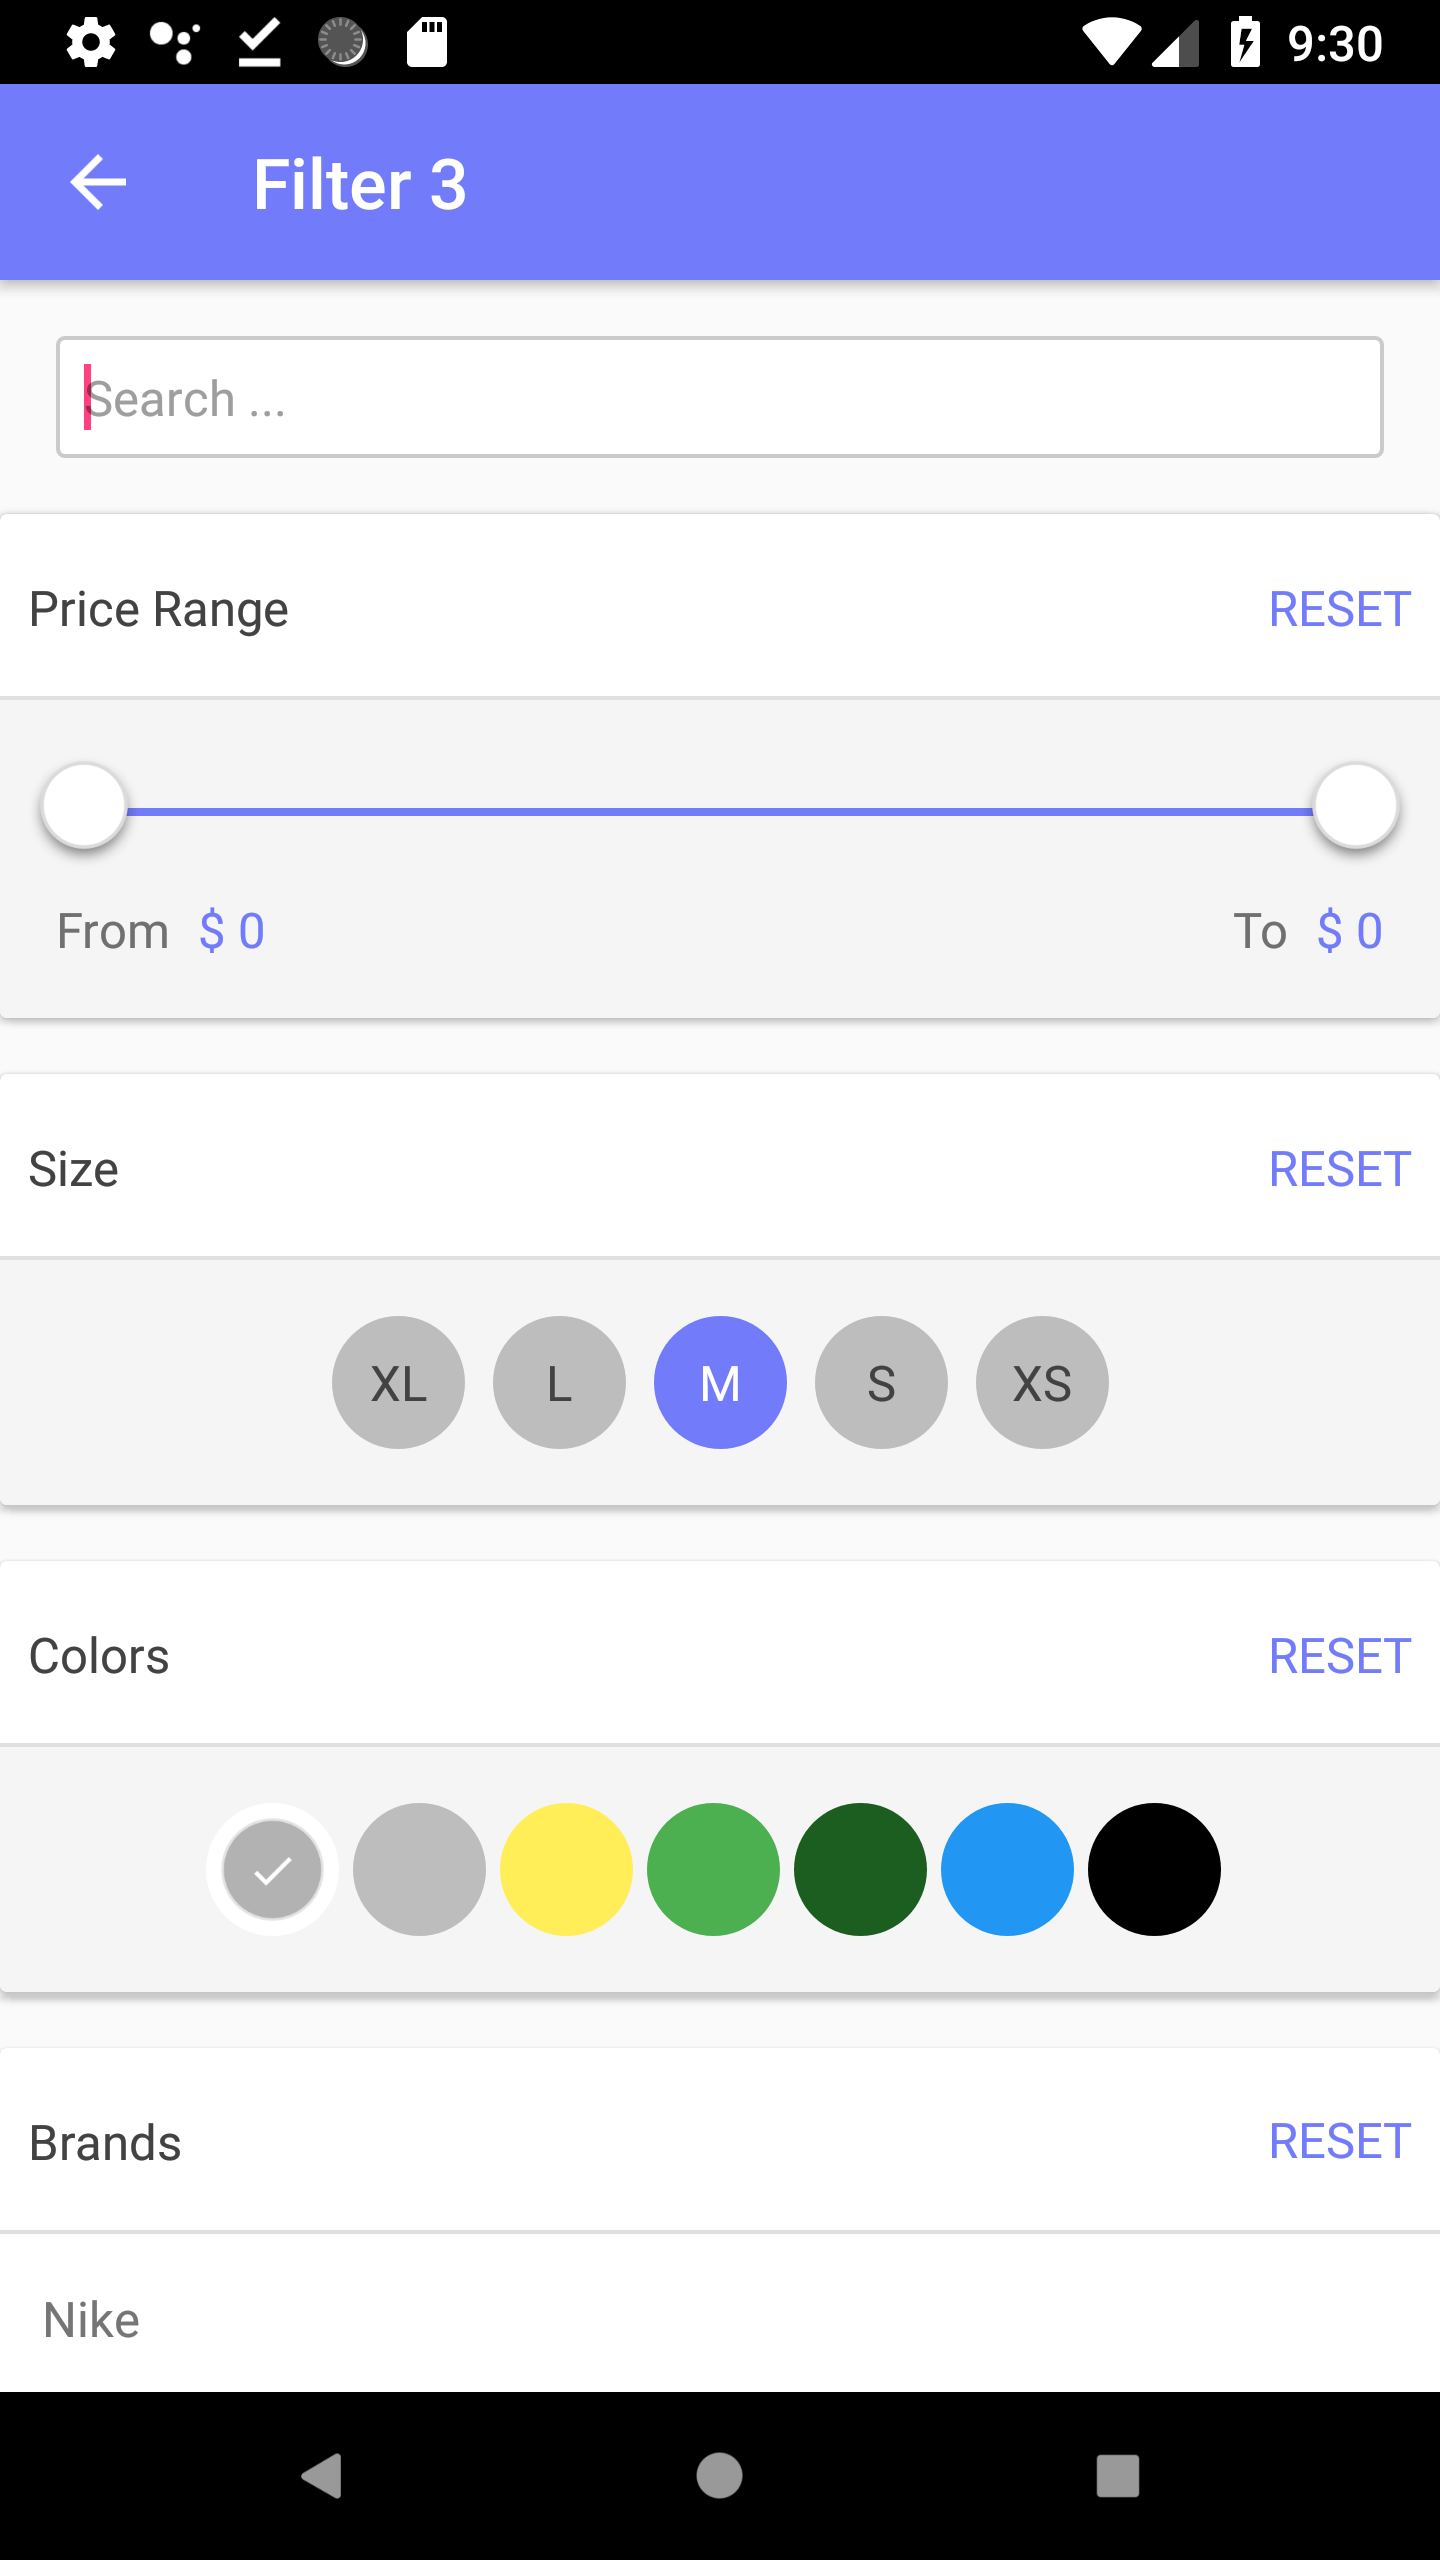 9:30
Filter 3
Search ...
Price Range RESET
From $ 0 To $ 0
Size RESET
XL L M S XS
Colors RESET
Brands RESET
Nike